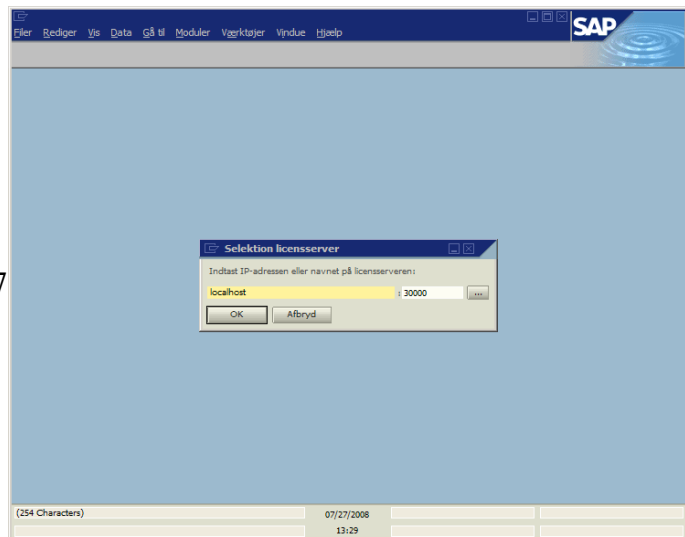 Filer Rediger Vis Data Gå til Moduler Værktøjer Vindue Hjælp
SAP
Selektion licensserver
Indtast IP-adressen eller navnet på licensserveren:
localhost : 30000 ...
OK Afbryd
7
(254 Characters) 07/27/2008
13:29